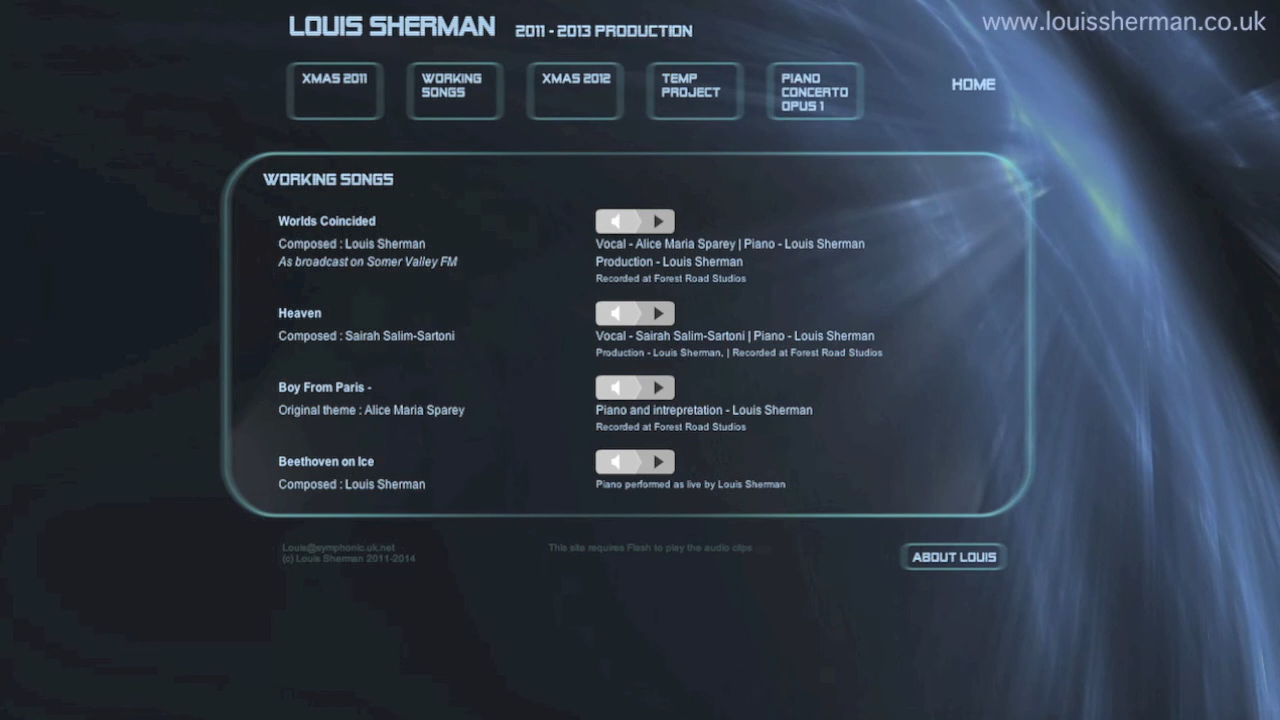 LOUIS SHERMAN 2011 - 2013 PRODUCTION
www.louissherman.co.uk
XMAS 2011
WORKING
SONGS
XMAS 2012
TEMP
PROJECT
PIANO
CONCERTO
OPUS 1
HOME
WORKING SONGS
Worlds Coincided
Composed : Louis Sherman
As broadcast on Somer Valley FM
Vocal - Alice Maria Sparey | Piano - Louis Sherman
Production - Louis Sherman
Recorded at Forest Road Studios
Heaven
Composed : Sairah Salim-Sartoni
Vocal - Sairah Salim-Sartoni | Piano - Louis Sherman
Production - Louis Sherman, | Recorded at Forest Road Studios
Boy From Paris -
Original theme : Alice Maria Sparey
Piano and intrepretation - Louis Sherman
Recorded at Forest Road Studios
Beethoven on Ice
Composed : Louis Sherman
Piano performed as live by Louis Sherman
Louis@symphonic.uk.net
(c) Louis Sherman 2011-2014
This site requires Flash to play the audio clips
ABOUT LOUIS